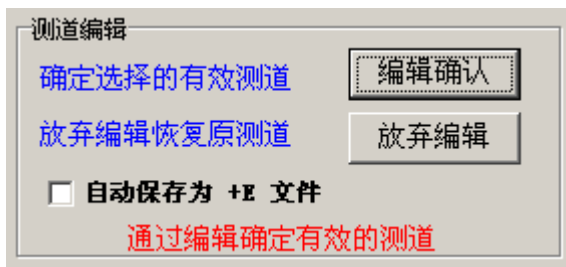 测道编辑
确定选择的有效测道 编辑确认
放弃编辑恢复原测道 放弃编辑
自动保存为 +E 文件
通过编辑确定有效的测道